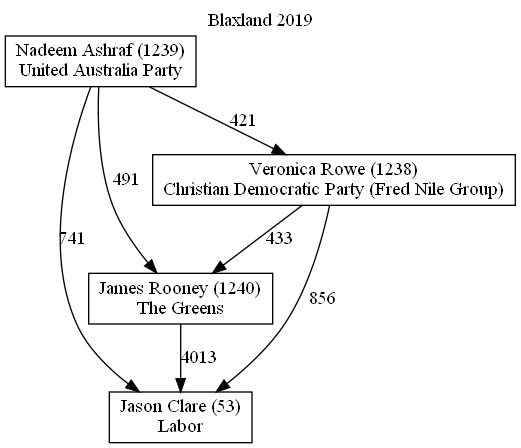 Blaxland 2019
Nadeem Ashraf (1239)
United Australia Party
421
Veronica Rowe (1238)
Christian Democratic Party (Fred Nile Group)
491
741
433
James Rooney (1240)
The Greens
856
4013
Jason Clare (53)
Labor